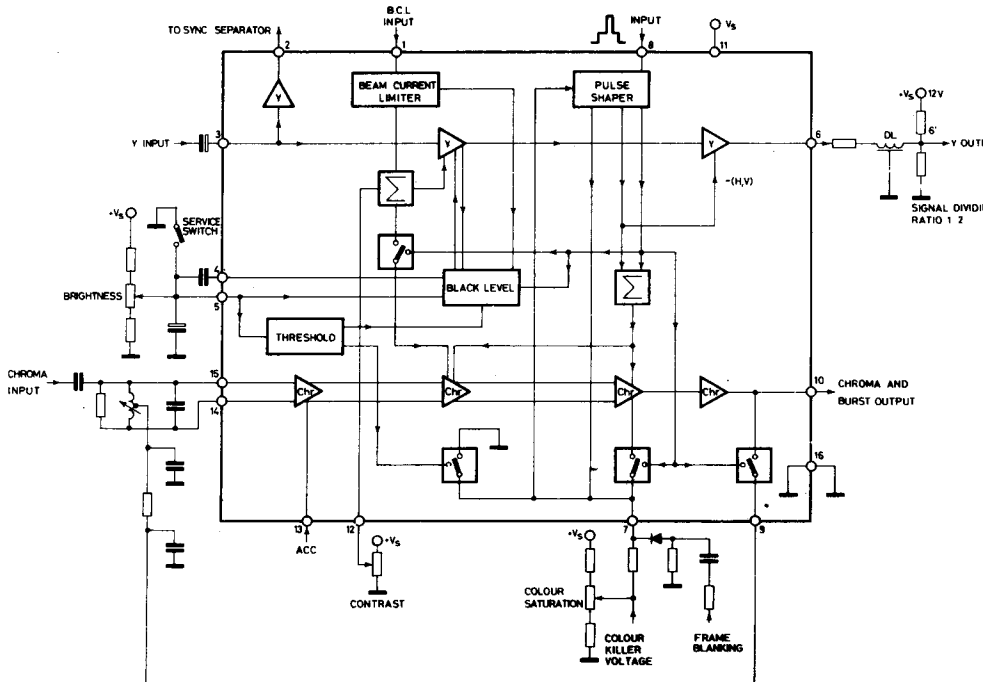 B.C.L
INPUT
INPUT
Vs
TO SYNC SEPARATOR
2
1
8
11
BEAM CURRENT
LIMITER
PULSE
SHAPER
Y
+Vs
12V
Y INPUT
3
Y
Y
6
DL
6'
Y OUTP
-(H,V)
SIGNAL DIVIDI
RATIO 1 2
+Vs
SERVICE
SWITCH
Σ
4
BLACK LEVEL
Σ
BRIGHTNESS
5
THRESHOLD
CHROMA
INPUT
15
14
Chr
Chr
Chr
Chr
10
CHROMA AND
BURST OUTPUT
16
13
12
7
9
ACC
+Vs
CONTRAST
+Vs
COLOUR
SATURATION
COLOUR
KILLER
VOLTAGE
FRAME
BLANKING